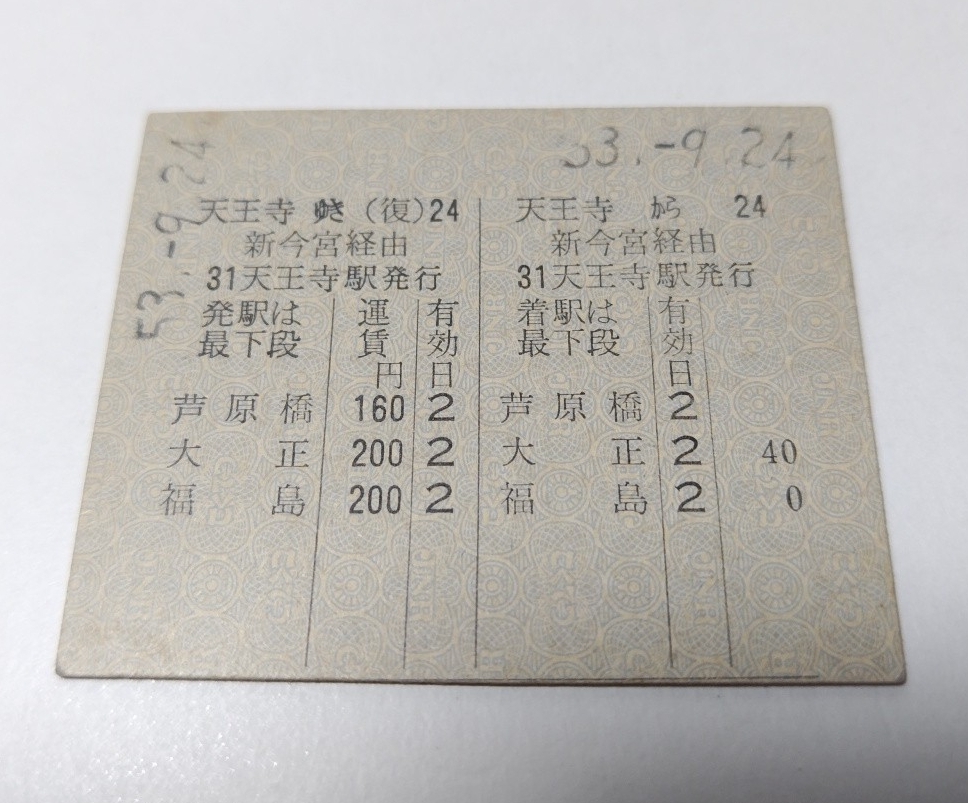 53.-9.24
53.-9.24
天王寺 ゆき (復)24
新今宮経由
31天王寺駅発行
発駅は 運 有
最下段 賃 効
円 日
芦原橋 160 2
大正 200 2
福島 200 2
天王寺 から 24
新今宮経由
31天王寺駅発行
着駅は 有
最下段 効
日
芦原橋 2
大正 2 40
福島 2 0